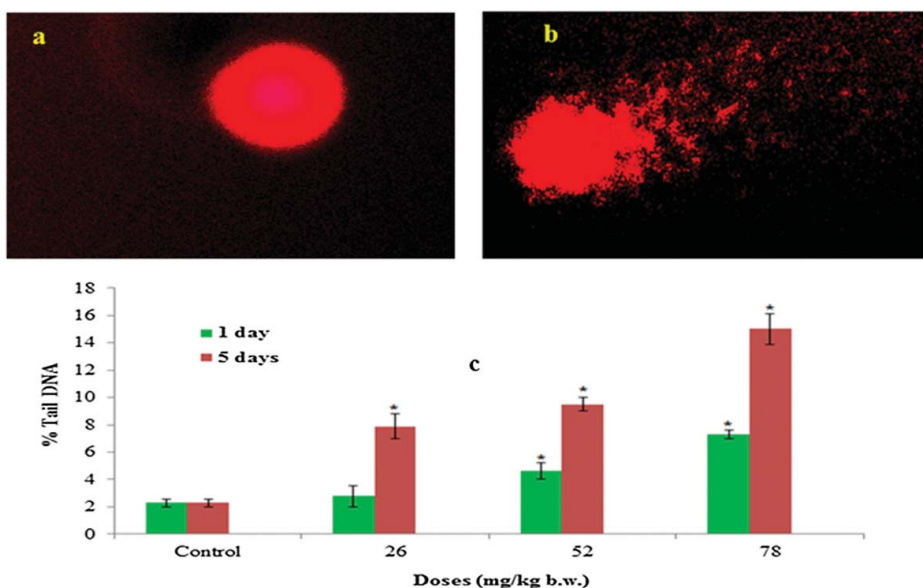 a
b
18
16
14
12
10
8
6
4
2
0
% Tail DNA
1 day
5 days
c
*
*
*
*
*
Control
26
52
78
Doses (mg/kg b.w.)